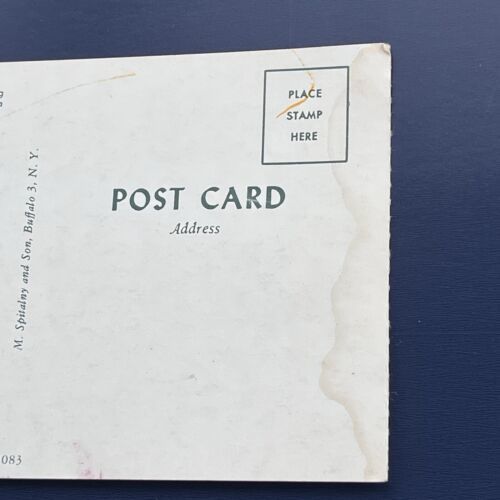 PLACE
STAMP
HERE
POST CARD
Address
M. Spitalny and Son, Buffalo 3, N. Y.
083